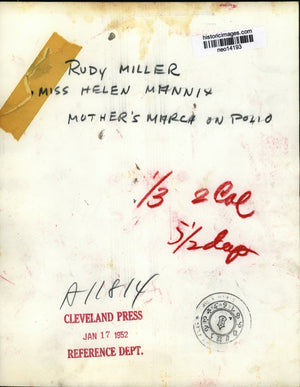 historicimages.com
neo14193
RUDY MILLER
MISS HELEN MANNIX
MOTHER'S MARCH ON POLIO
1/3 2 Col
5 1/2 deep
A11814
CLEVELAND PRESS
JAN 17 1952
REFERENCE DEPT.